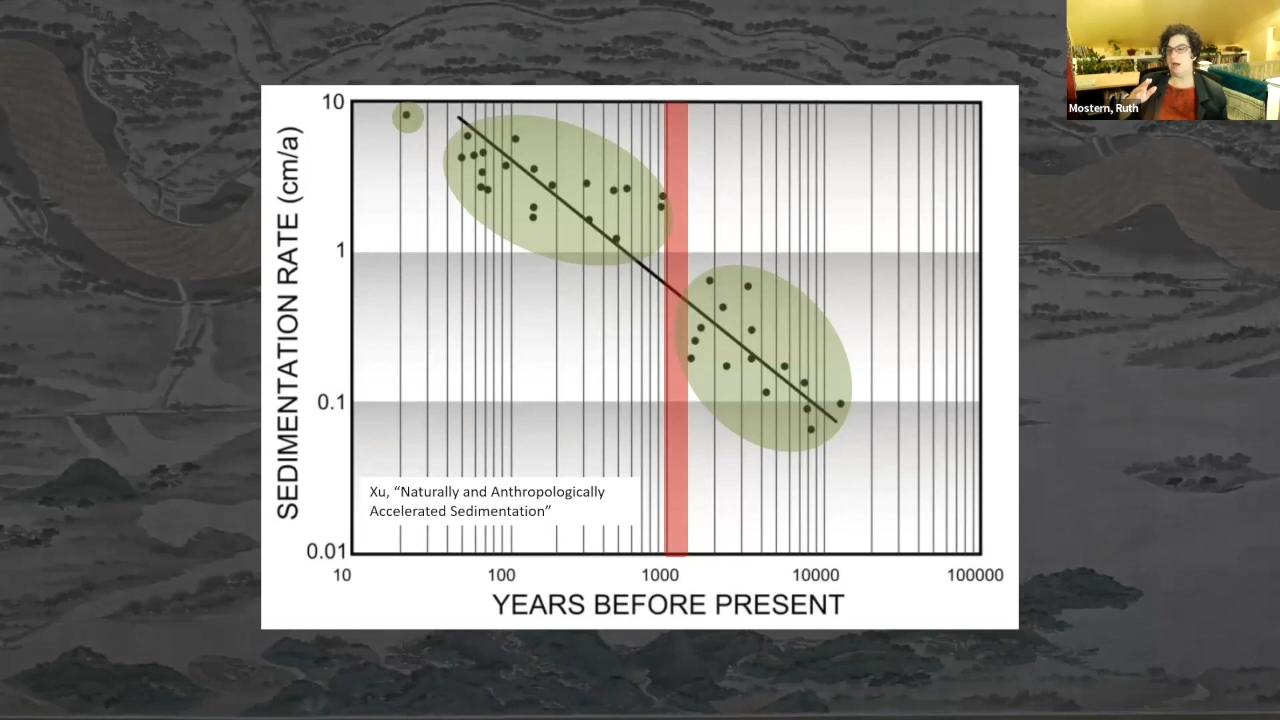 Mostern, Ruth
SEDIMENTATION RATE (cm/a)
10
1
0.1
0.01
Xu, “Naturally and Anthropologically
Accelerated Sedimentation”
10 100 1000 10000 100000
YEARS BEFORE PRESENT